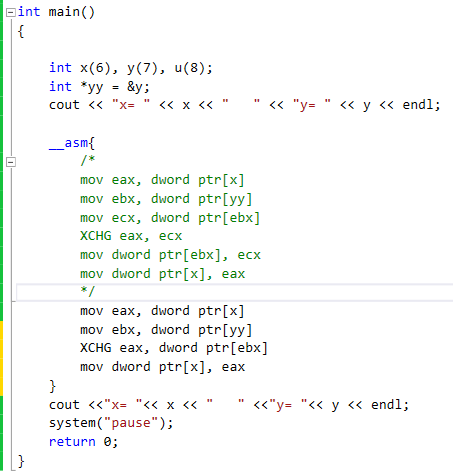 int main()
{
int x(6), y(7), u(8);
int *yy = &y;
cout << "x= " << x << "   " << "y= " << y << endl;
__asm{
/*
mov eax, dword ptr[x]
mov ebx, dword ptr[yy]
mov ecx, dword ptr[ebx]
XCHG eax, ecx
mov dword ptr[ebx], ecx
mov dword ptr[x], eax
*/
mov eax, dword ptr[x]
mov ebx, dword ptr[yy]
XCHG eax, dword ptr[ebx]
mov dword ptr[x], eax
}
cout <<"x= "<< x << "   " <<"y= "<< y << endl;
system("pause");
return 0;
}